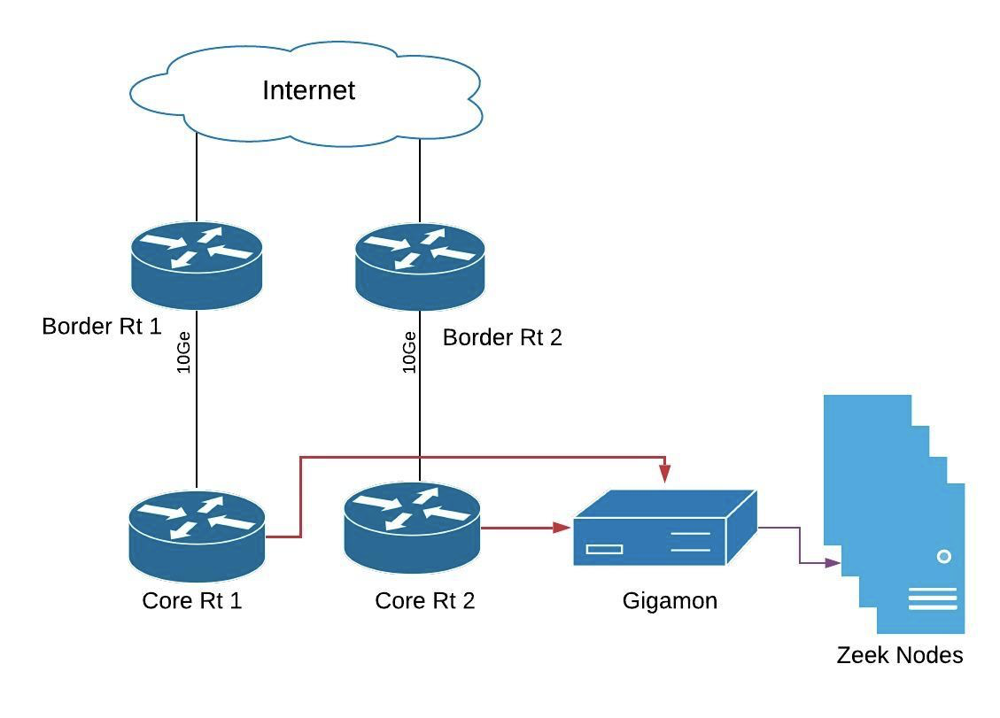 Internet
Border Rt 1
10Ge
10Ge
Border Rt 2
Core Rt 1
Core Rt 2
Gigamon
Zeek Nodes